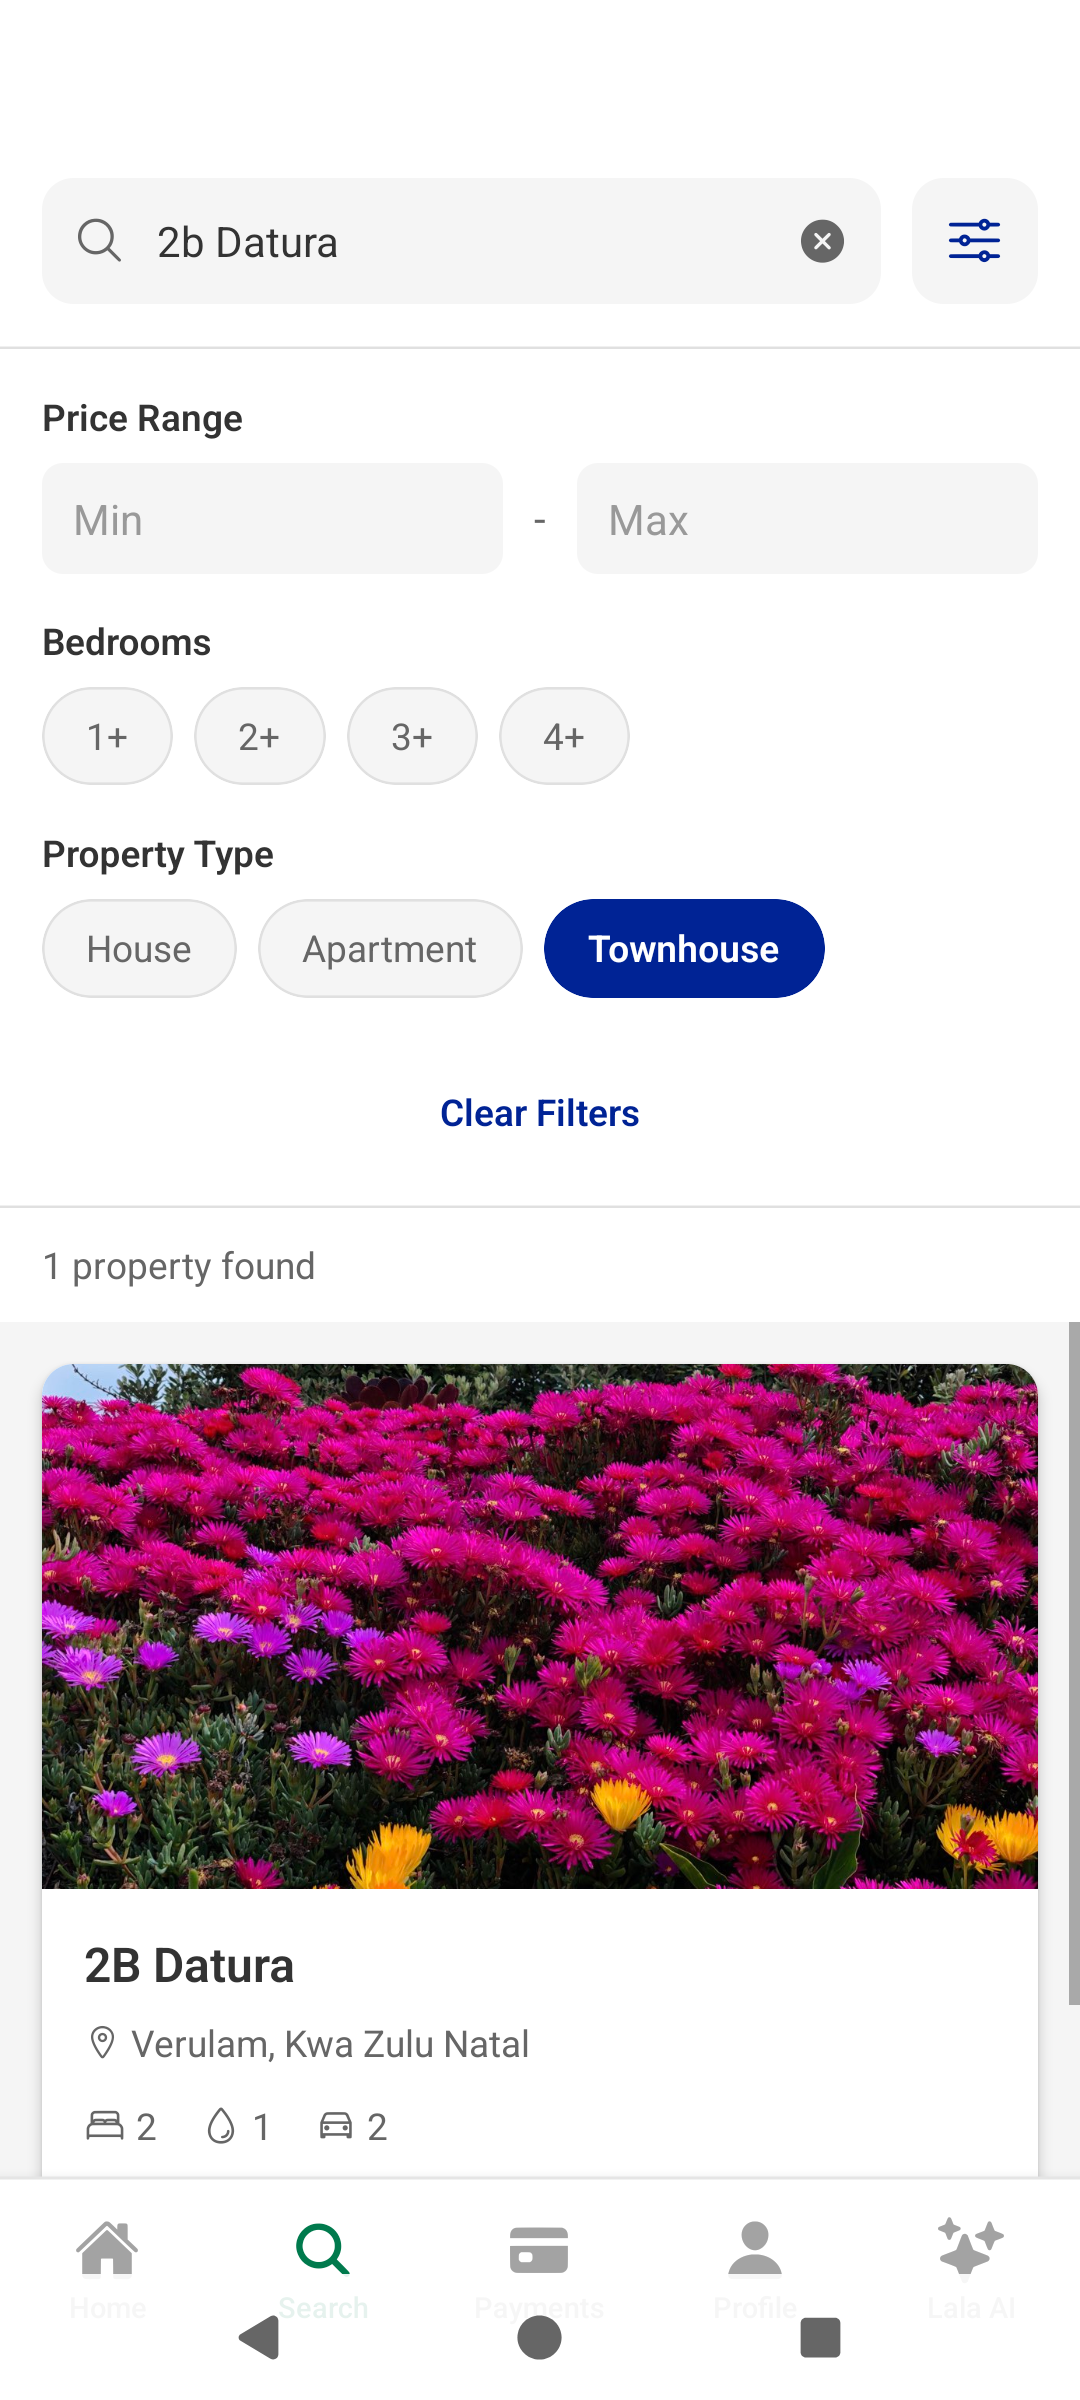 2b Datura
Price Range
Min - Max
Bedrooms
1+ 2+ 3+ 4+
Property Type
House Apartment Townhouse
Clear Filters
1 property found
2B Datura
Verulam, Kwa Zulu Natal
2 1 2
Home Search Payments Profile Lala AI